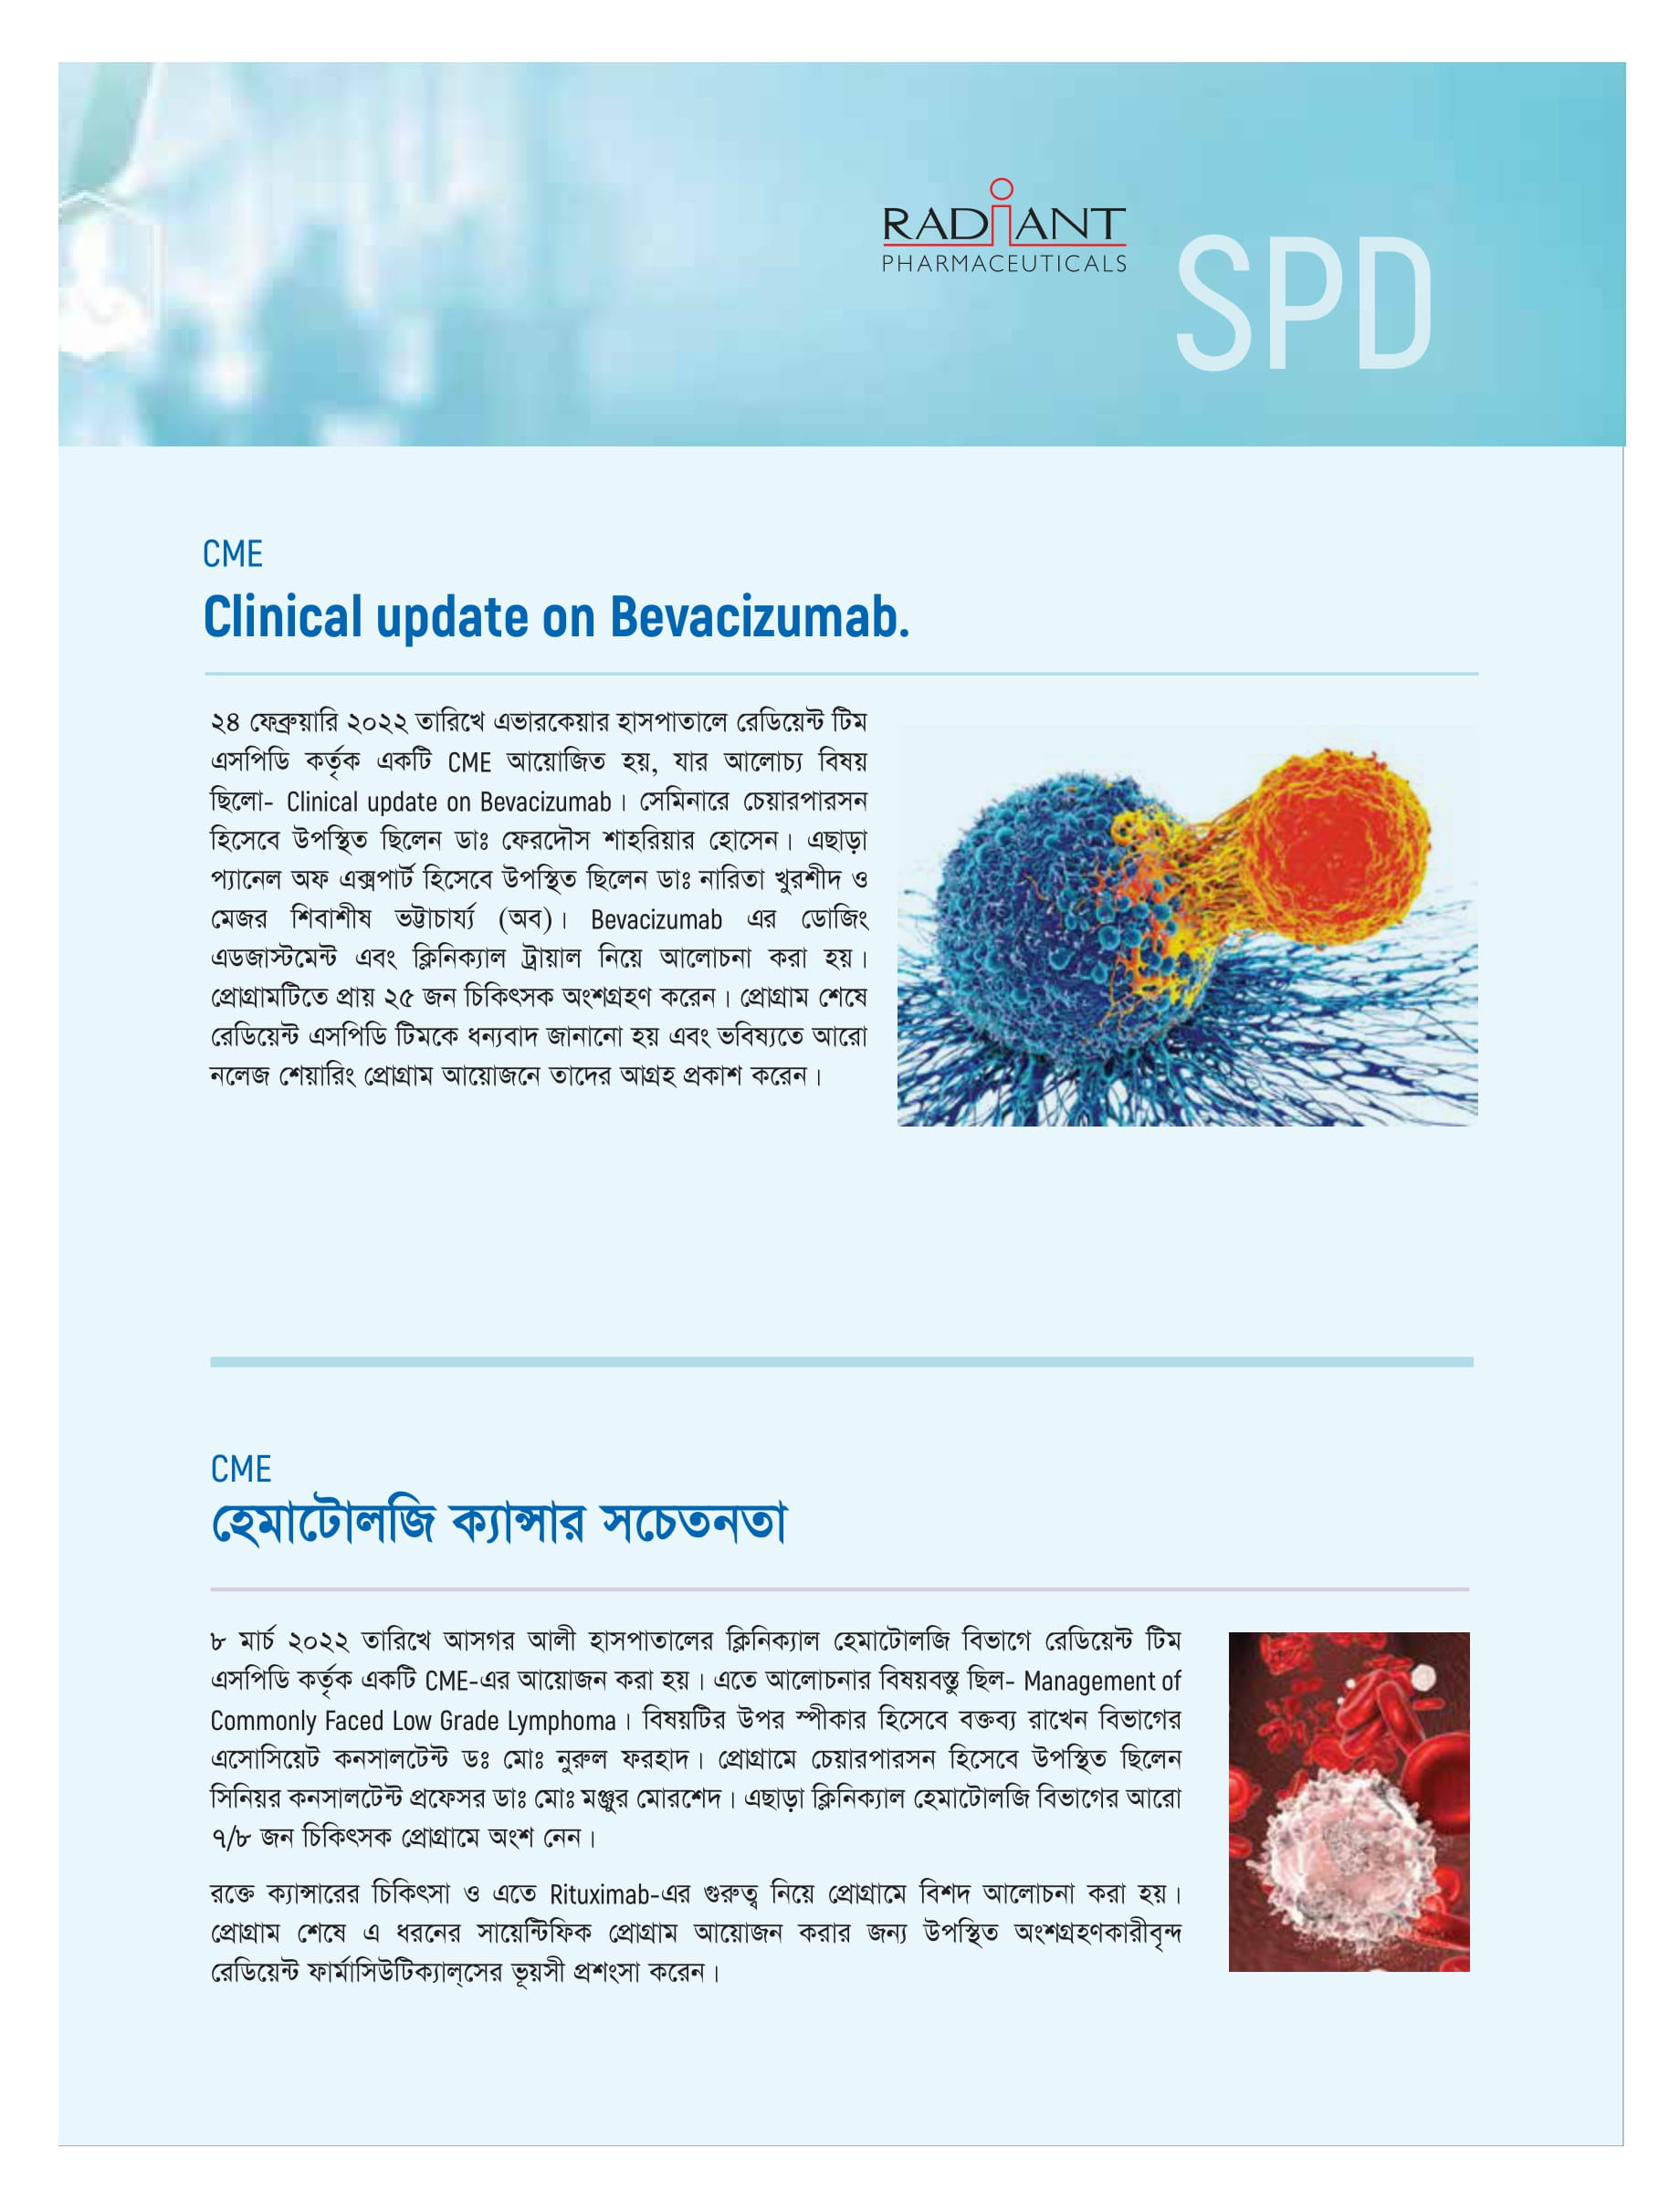 RADiANT
PHARMACEUTICALS
SPD
CME
Clinical update on Bevacizumab.
২৪ ফেব্রুয়ারি ২০২২ তারিখে এভারকেয়ার হাসপাতালে রেডিয়েন্ট টিম
এসপিডি কর্তৃক একটি CME আয়োজিত হয়, যার আলোচ্য বিষয়
ছিলো- Clinical update on Bevacizumab। সেমিনারে চেয়ারপারসন
হিসেবে উপস্থিত ছিলেন ডাঃ ফেরদৌস শাহরিয়ার হোসেন। এছাড়া
প্যানেল অফ এক্সপার্ট হিসেবে উপস্থিত ছিলেন ডাঃ নারিতা খুরশীদ ও
মেজর শিবাশীষ ভট্টাচার্য্য (অব)। Bevacizumab এর ডোজিং
এডজাস্টমেন্ট এবং ক্লিনিক্যাল ট্রায়াল নিয়ে আলোচনা করা হয়।
প্রোগ্রামটিতে প্রায় ২৫ জন চিকিৎসক অংশগ্রহণ করেন। প্রোগ্রাম শেষে
রেডিয়েন্ট এসপিডি টিমকে ধন্যবাদ জানানো হয় এবং ভবিষ্যতে আরো
নলেজ শেয়ারিং প্রোগ্রাম আয়োজনে তাদের আগ্রহ প্রকাশ করেন।
CME
হেমাটোলজি ক্যান্সার সচেতনতা
৮ মার্চ ২০২২ তারিখে আসগর আলী হাসপাতালের ক্লিনিক্যাল হেমাটোলজি বিভাগে রেডিয়েন্ট টিম
এসপিডি কর্তৃক একটি CME-এর আয়োজন করা হয়। এতে আলোচনার বিষয়বস্তু ছিল- Management of
Commonly Faced Low Grade Lymphoma। বিষয়টির উপর স্পীকার হিসেবে বক্তব্য রাখেন বিভাগের
এসোসিয়েট কনসালটেন্ট ডঃ মোঃ নুরুল ফরহাদ। প্রোগ্রামে চেয়ারপারসন হিসেবে উপস্থিত ছিলেন
সিনিয়র কনসালটেন্ট প্রফেসর ডাঃ মোঃ মঞ্জুর মোরশেদ। এছাড়া ক্লিনিক্যাল হেমাটোলজি বিভাগের আরো
৭/৮ জন চিকিৎসক প্রোগ্রামে অংশ নেন।
রক্তে ক্যান্সারের চিকিৎসা ও এতে Rituximab-এর গুরুত্ব নিয়ে প্রোগ্রামে বিশদ আলোচনা করা হয়।
প্রোগ্রাম শেষে এ ধরনের সায়েন্টিফিক প্রোগ্রাম আয়োজন করার জন্য উপস্থিত অংশগ্রহণকারীবৃন্দ
রেডিয়েন্ট ফার্মাসিউটিক্যাল্‌সের ভূয়সী প্রশংসা করেন।